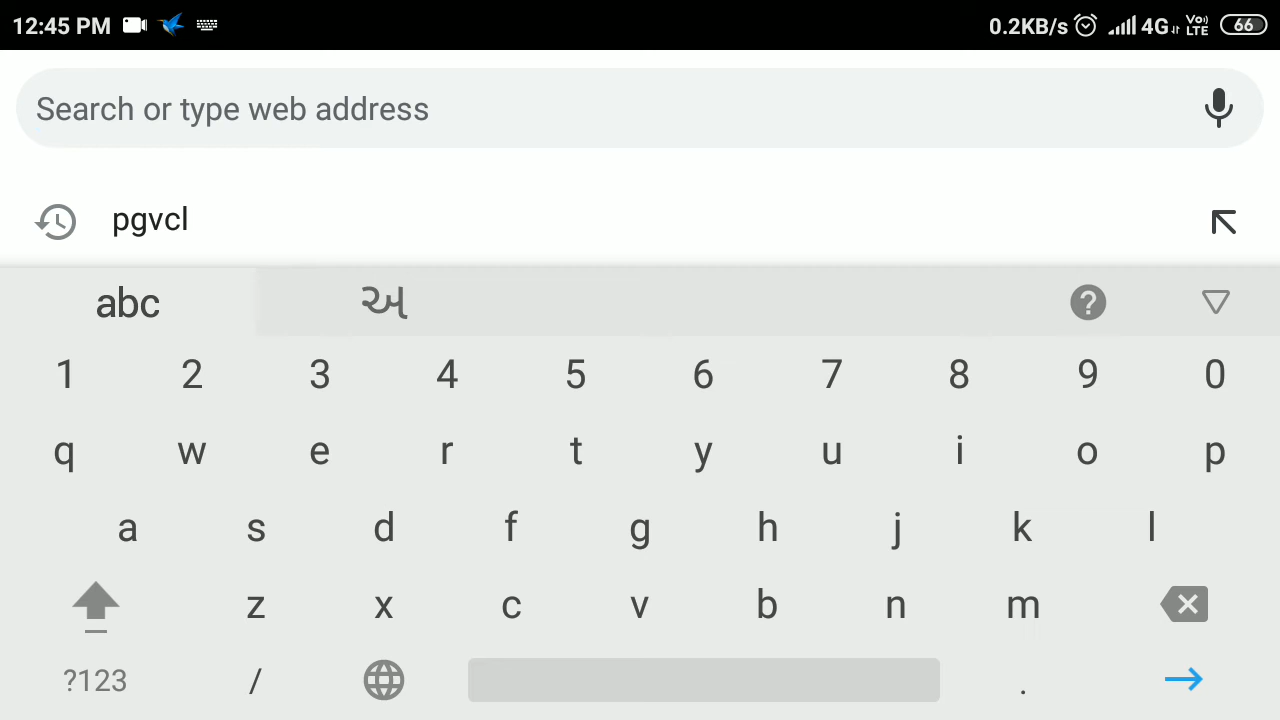 12:45 PM 0.2KB/s 4G Vo) LTE 66
Search or type web address
pgvcl
abc અ
1 2 3 4 5 6 7 8 9 0
q w e r t y u i o p
a s d f g h j k l
z x c v b n m
?123 / .